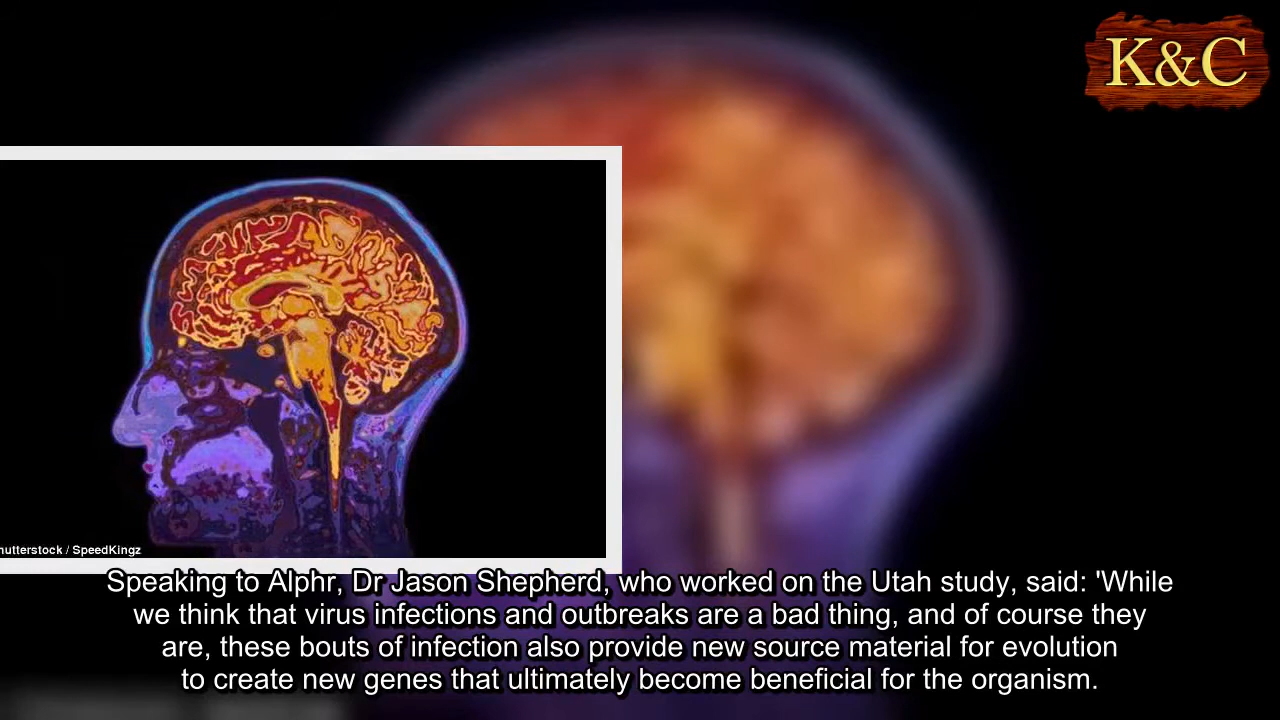 K&C
hutterstock / SpeedKingz
Speaking to Alphr, Dr Jason Shepherd, who worked on the Utah study, said: 'While
we think that virus infections and outbreaks are a bad thing, and of course they
are, these bouts of infection also provide new source material for evolution
to create new genes that ultimately become beneficial for the organism.